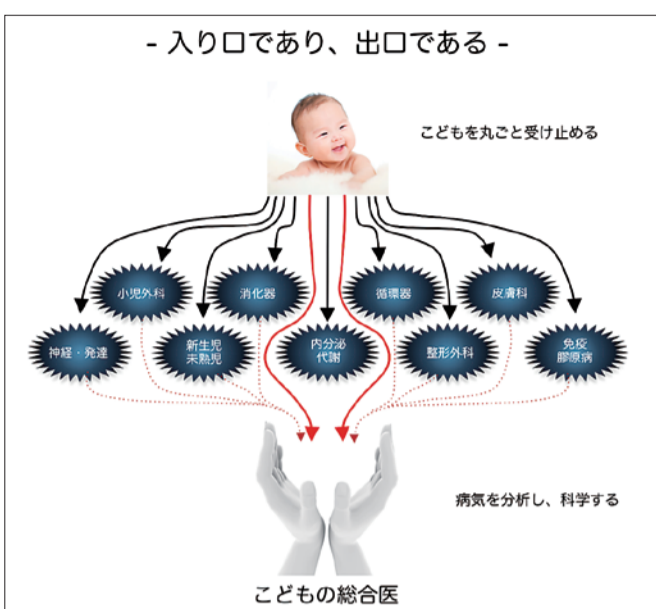 - 入り口であり、出口である -
こどもを丸ごと受け止める
小児外科
消化器
循環器
皮膚科
神経・発達
新生児
未熟児
内分泌
代謝
整形外科
免疫
膠原病
病気を分析し、科学する
こどもの総合医